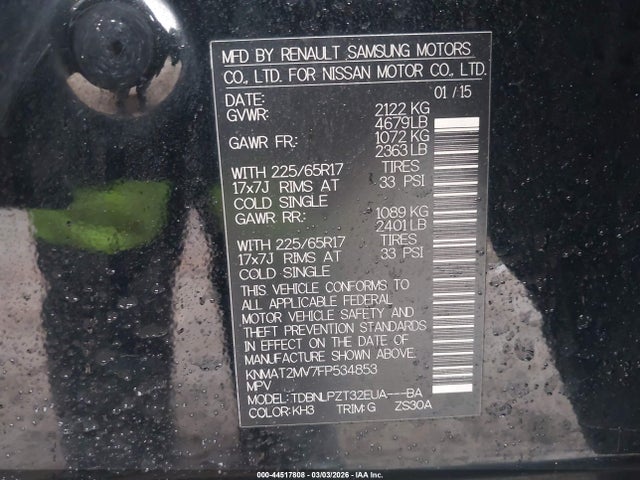 MFD BY RENAULT SAMSUNG MOTORS
CO., LTD. FOR NISSAN MOTOR CO., LTD.
DATE: 01/15
GVWR: 2122 KG
4679LB
GAWR FR: 1072 KG
2363 LB
WITH 225/65R17 TIRES
17x7J RIMS AT 33 PSI
COLD SINGLE
GAWR RR: 1089 KG
2401 LB
WITH 225/65R17 TIRES
17x7J RIMS AT 33 PSI
COLD SINGLE
THIS VEHICLE CONFORMS TO
ALL APPLICABLE FEDERAL
MOTOR VEHICLE SAFETY AND
THEFT PREVENTION STANDARDS
IN EFFECT ON THE DATE OF
MANUFACTURE SHOWN ABOVE.
KNMAT2MV7FP534853
MPV
MODEL: TDBNLPZT32EUA---BA
COLOR: KH3 TRIM: G ZS30A
000-44517808 - 03/03/2026 - IAA Inc.